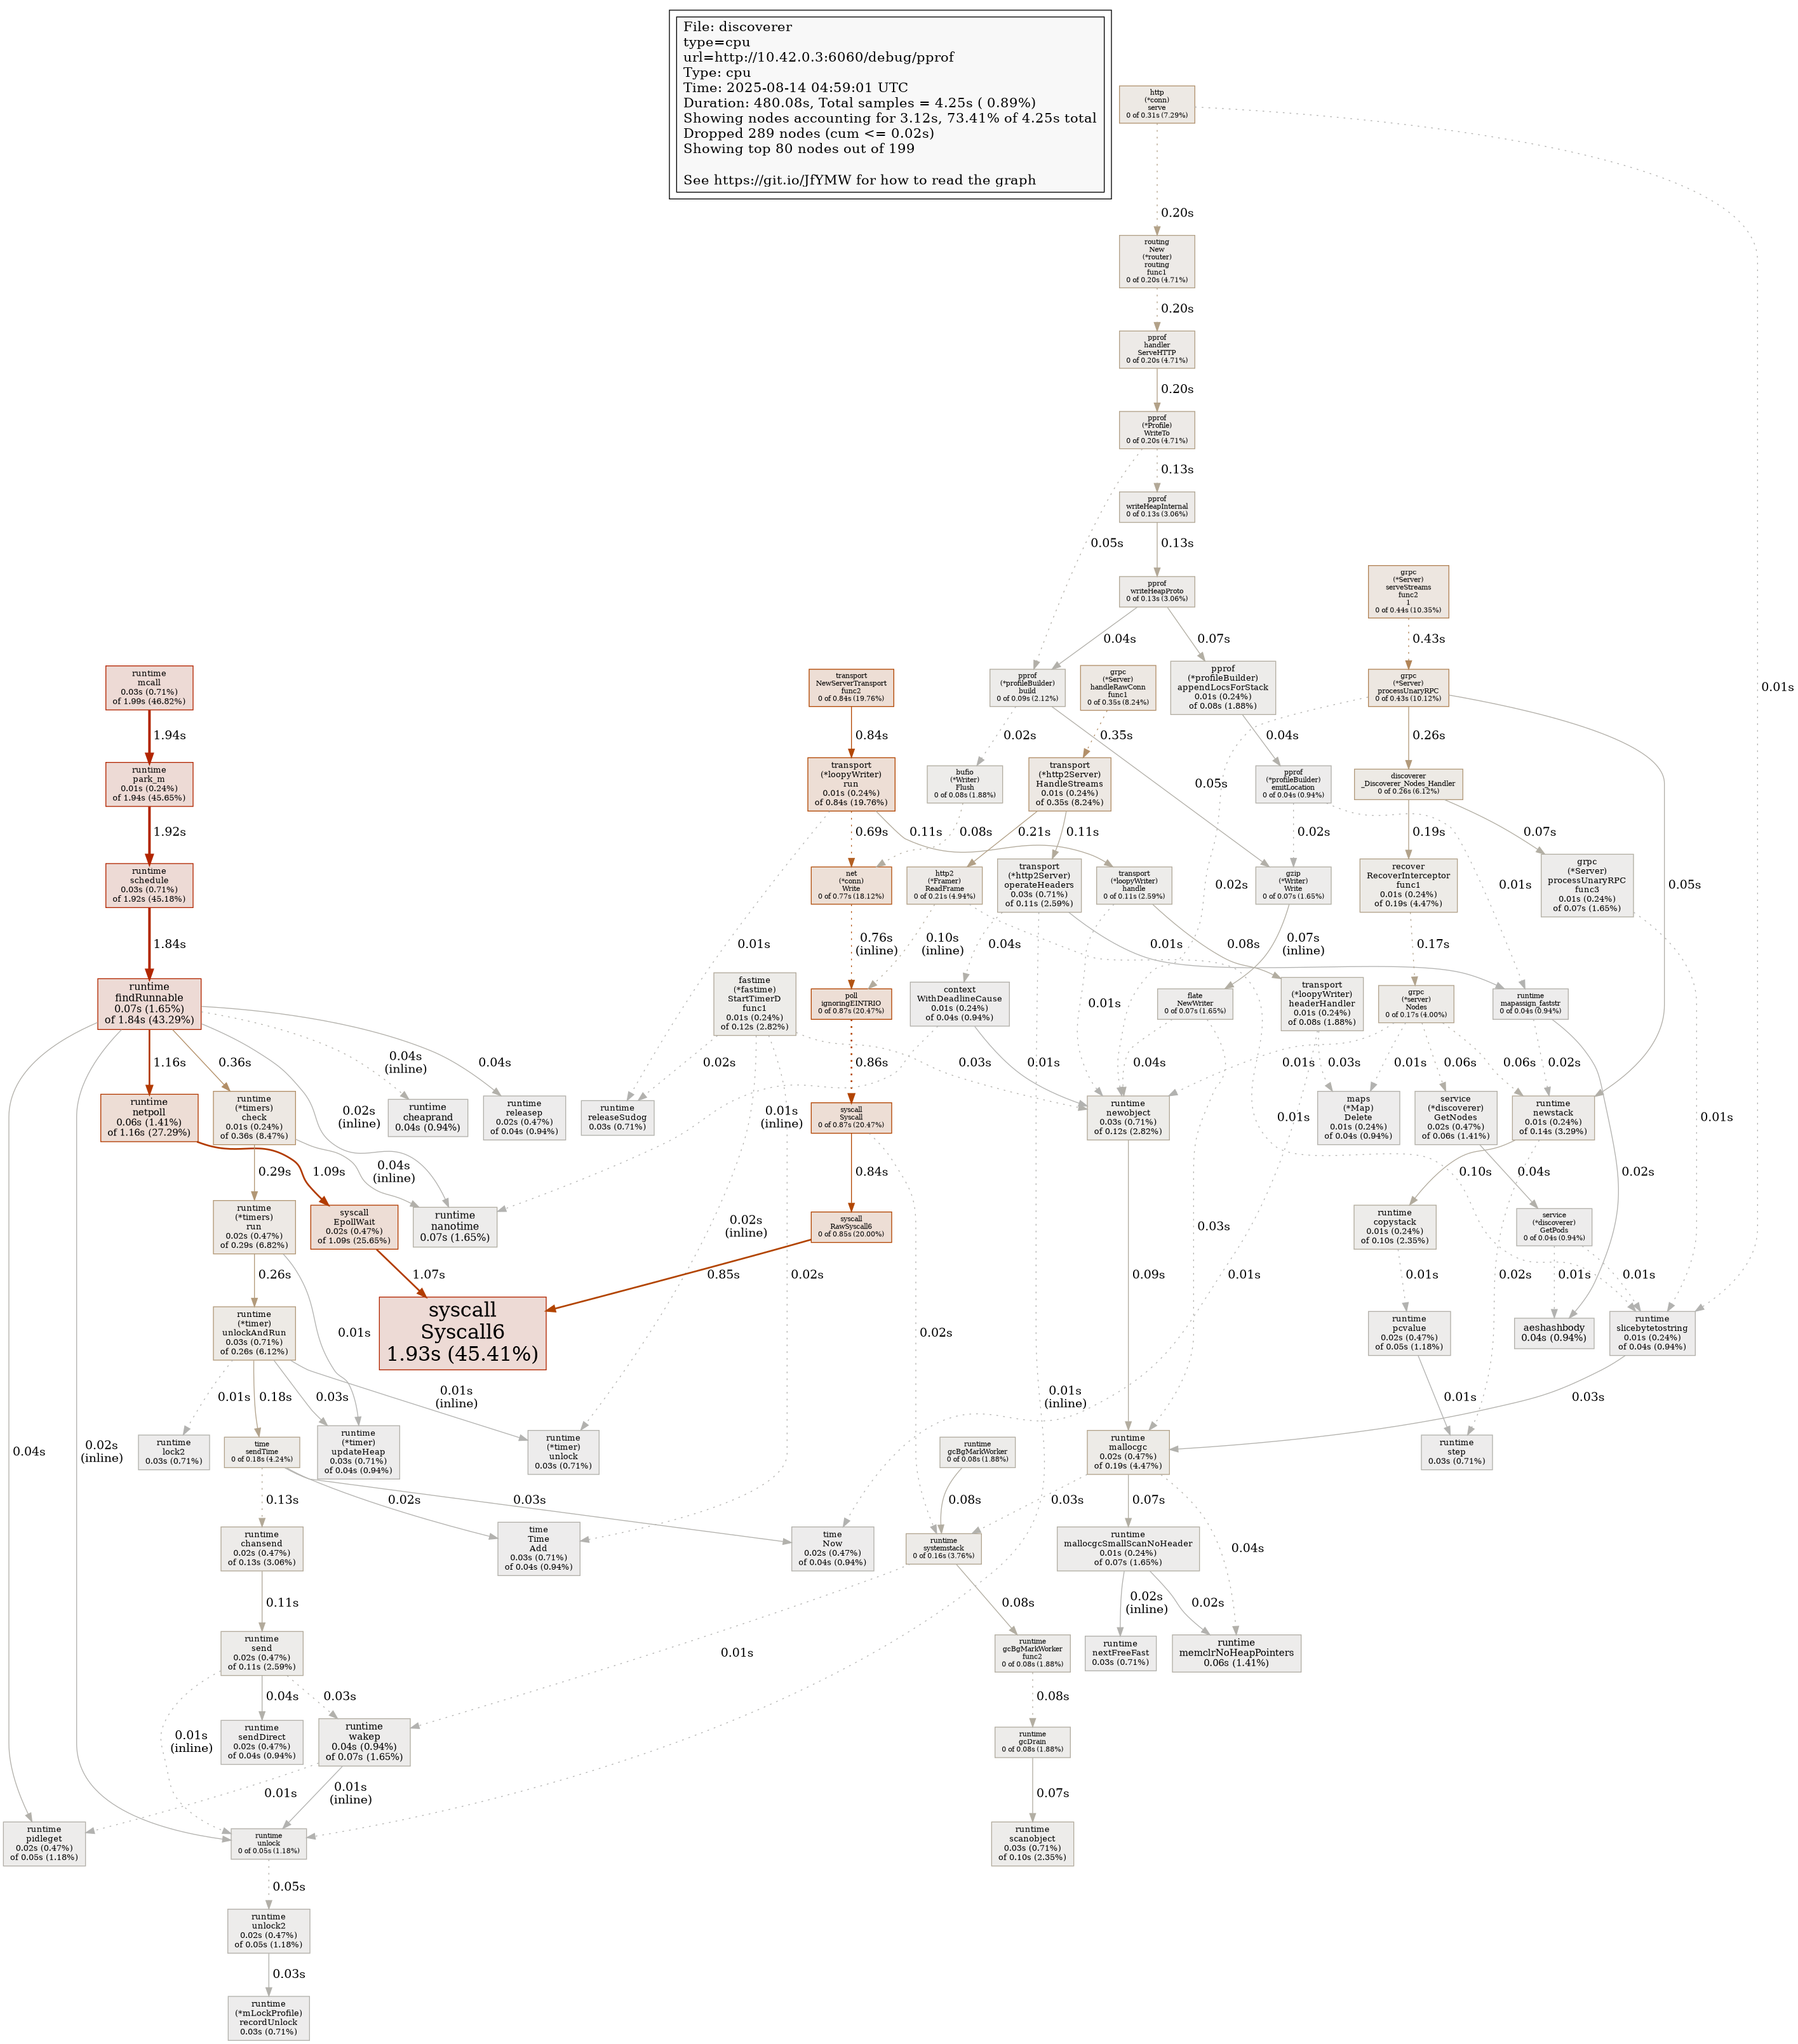 File: discoverer
type=cpu
url=http://10.42.0.3:6060/debug/pprof
Type: cpu
Time: 2025-08-14 04:59:01 UTC
Duration: 480.08s, Total samples = 4.25s ( 0.89%)
Showing nodes accounting for 3.12s, 73.41% of 4.25s total
Dropped 289 nodes (cum <= 0.02s)
Showing top 80 nodes out of 199
See https://git.io/JfYMW for how to read the graph
http
(*conn)
serve
0 of 0.31s (7.29%)
0.20s
0.01s
routing
New
(*router)
routing
func1
0 of 0.20s (4.71%)
0.20s
pprof
handler
ServeHTTP
0 of 0.20s (4.71%)
0.20s
pprof
(*Profile)
WriteTo
0 of 0.20s (4.71%)
0.13s
0.05s
pprof
writeHeapInternal
0 of 0.13s (3.06%)
0.13s
pprof
writeHeapProto
0 of 0.13s (3.06%)
0.04s
0.07s
grpc
(*Server)
serveStreams
func2
1
0 of 0.44s (10.35%)
0.43s
runtime
mcall
0.03s (0.71%)
of 1.99s (46.82%)
1.94s
transport
NewServerTransport
func2
0 of 0.84s (19.76%)
0.84s
pprof
(*profileBuilder)
build
0 of 0.09s (2.12%)
0.02s
0.05s
grpc
(*Server)
handleRawConn
func1
0 of 0.35s (8.24%)
0.35s
pprof
(*profileBuilder)
appendLocsForStack
0.01s (0.24%)
of 0.08s (1.88%)
0.04s
grpc
(*Server)
processUnaryRPC
0 of 0.43s (10.12%)
0.26s
0.02s
0.05s
runtime
park_m
0.01s (0.24%)
of 1.94s (45.65%)
1.92s
transport
(*loopyWriter)
run
0.01s (0.24%)
of 0.84s (19.76%)
0.69s
0.11s
0.01s
bufio
(*Writer)
Flush
0 of 0.08s (1.88%)
0.08s
transport
(*http2Server)
HandleStreams
0.01s (0.24%)
of 0.35s (8.24%)
0.21s
0.11s
pprof
(*profileBuilder)
emitLocation
0 of 0.04s (0.94%)
0.02s
0.01s
discoverer
_Discoverer_Nodes_Handler
0 of 0.26s (6.12%)
0.19s
0.07s
runtime
schedule
0.03s (0.71%)
of 1.92s (45.18%)
1.84s
net
(*conn)
Write
0 of 0.77s (18.12%)
0.76s
(inline)
http2
(*Framer)
ReadFrame
0 of 0.21s (4.94%)
0.10s
(inline)
0.01s
transport
(*http2Server)
operateHeaders
0.03s (0.71%)
of 0.11s (2.59%)
0.04s
0.01s
0.01s
(inline)
transport
(*loopyWriter)
handle
0 of 0.11s (2.59%)
0.01s
0.08s
gzip
(*Writer)
Write
0 of 0.07s (1.65%)
0.07s
(inline)
recover
RecoverInterceptor
func1
0.01s (0.24%)
of 0.19s (4.47%)
0.17s
grpc
(*Server)
processUnaryRPC
func3
0.01s (0.24%)
of 0.07s (1.65%)
0.01s
runtime
findRunnable
0.07s (1.65%)
of 1.84s (43.29%)
1.16s
0.36s
0.02s
(inline)
0.04s
(inline)
0.04s
0.04s
0.02s
(inline)
fastime
(*fastime)
StartTimerD
func1
0.01s (0.24%)
of 0.12s (2.82%)
0.02s
0.03s
0.02s
(inline)
0.02s
poll
ignoringEINTRIO
0 of 0.87s (20.47%)
0.86s
context
WithDeadlineCause
0.01s (0.24%)
of 0.04s (0.94%)
0.01s
0.01s
(inline)
flate
NewWriter
0 of 0.07s (1.65%)
0.04s
0.03s
transport
(*loopyWriter)
headerHandler
0.01s (0.24%)
of 0.08s (1.88%)
0.03s
0.01s
grpc
(*server)
Nodes
0 of 0.17s (4.00%)
0.01s
0.01s
0.06s
0.06s
runtime
mapassign_faststr
0 of 0.04s (0.94%)
0.02s
0.02s
runtime
netpoll
0.06s (1.41%)
of 1.16s (27.29%)
1.09s
runtime
(*timers)
check
0.01s (0.24%)
of 0.36s (8.47%)
0.29s
0.04s
(inline)
runtime
cheaprand
0.04s (0.94%)
runtime
releasep
0.02s (0.47%)
of 0.04s (0.94%)
runtime
releaseSudog
0.03s (0.71%)
syscall
Syscall
0 of 0.87s (20.47%)
0.84s
0.02s
runtime
newobject
0.03s (0.71%)
of 0.12s (2.82%)
0.09s
maps
(*Map)
Delete
0.01s (0.24%)
of 0.04s (0.94%)
service
(*discoverer)
GetNodes
0.02s (0.47%)
of 0.06s (1.41%)
0.04s
runtime
newstack
0.01s (0.24%)
of 0.14s (3.29%)
0.10s
0.02s
runtime
(*timers)
run
0.02s (0.47%)
of 0.29s (6.82%)
0.26s
0.01s
syscall
EpollWait
0.02s (0.47%)
of 1.09s (25.65%)
1.07s
runtime
nanotime
0.07s (1.65%)
syscall
RawSyscall6
0 of 0.85s (20.00%)
0.85s
runtime
copystack
0.01s (0.24%)
of 0.10s (2.35%)
0.01s
service
(*discoverer)
GetPods
0 of 0.04s (0.94%)
0.01s
0.01s
runtime
(*timer)
unlockAndRun
0.03s (0.71%)
of 0.26s (6.12%)
0.01s
0.18s
0.03s
0.01s
(inline)
syscall
Syscall6
1.93s (45.41%)
runtime
pcvalue
0.02s (0.47%)
of 0.05s (1.18%)
0.01s
aeshashbody
0.04s (0.94%)
runtime
slicebytetostring
0.01s (0.24%)
of 0.04s (0.94%)
0.03s
runtime
lock2
0.03s (0.71%)
time
sendTime
0 of 0.18s (4.24%)
0.13s
0.02s
0.03s
runtime
(*timer)
updateHeap
0.03s (0.71%)
of 0.04s (0.94%)
runtime
(*timer)
unlock
0.03s (0.71%)
runtime
gcBgMarkWorker
0 of 0.08s (1.88%)
0.08s
runtime
mallocgc
0.02s (0.47%)
of 0.19s (4.47%)
0.03s
0.07s
0.04s
runtime
step
0.03s (0.71%)
runtime
chansend
0.02s (0.47%)
of 0.13s (3.06%)
0.11s
time
Time
Add
0.03s (0.71%)
of 0.04s (0.94%)
time
Now
0.02s (0.47%)
of 0.04s (0.94%)
runtime
systemstack
0 of 0.16s (3.76%)
0.01s
0.08s
runtime
mallocgcSmallScanNoHeader
0.01s (0.24%)
of 0.07s (1.65%)
0.02s
(inline)
0.02s
runtime
send
0.02s (0.47%)
of 0.11s (2.59%)
0.01s
(inline)
0.04s
0.03s
runtime
gcBgMarkWorker
func2
0 of 0.08s (1.88%)
0.08s
runtime
nextFreeFast
0.03s (0.71%)
runtime
memclrNoHeapPointers
0.06s (1.41%)
runtime
sendDirect
0.02s (0.47%)
of 0.04s (0.94%)
runtime
wakep
0.04s (0.94%)
of 0.07s (1.65%)
0.01s
0.01s
(inline)
runtime
gcDrain
0 of 0.08s (1.88%)
0.07s
runtime
pidleget
0.02s (0.47%)
of 0.05s (1.18%)
runtime
unlock
0 of 0.05s (1.18%)
0.05s
runtime
scanobject
0.03s (0.71%)
of 0.10s (2.35%)
runtime
unlock2
0.02s (0.47%)
of 0.05s (1.18%)
0.03s
runtime
(*mLockProfile)
recordUnlock
0.03s (0.71%)